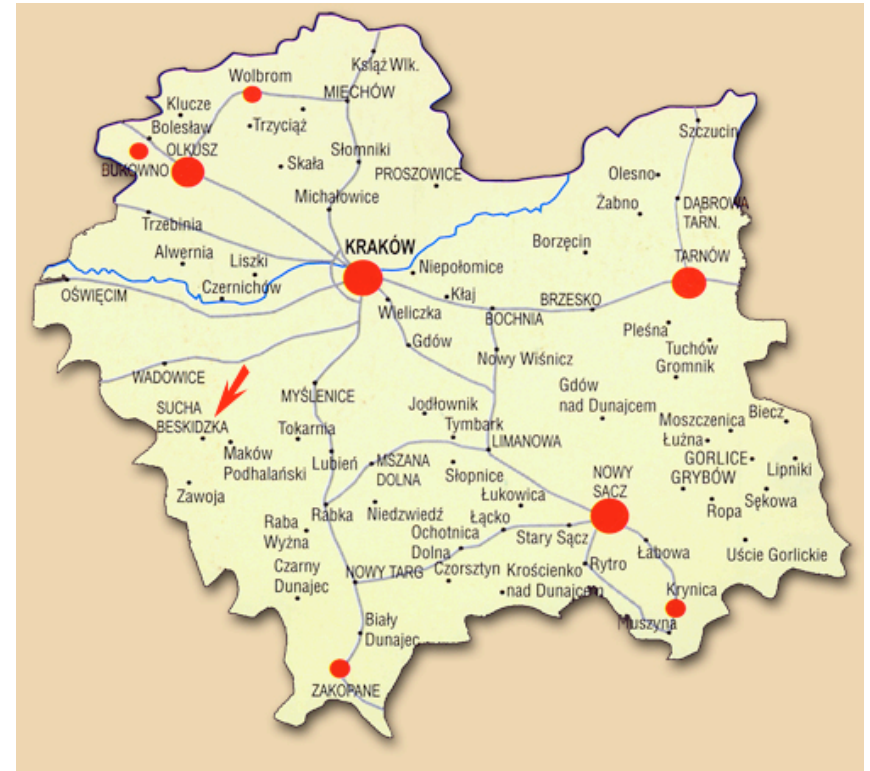 Książ Wlk.
Wolbrom
MIECHÓW
Klucze
Trzyciąż
Bolesław
OLKUSZ
Słomniki
Skała
BUKOWNO
PROSZOWICE
Michałowice
Szczucin
Olesno
Żabno
DĄBROWA
TARN.
Trzebinia
KRAKÓW
Borzęcin
TARNÓW
Alwernia
Liszki
Niepołomice
Czernichów
OŚWIĘCIM
Kłaj
BRZESKO
Wieliczka
BOCHNIA
Pleśna
Gdów
Tuchów
Nowy Wiśnicz
Gromnik
WADOWICE
MYŚLENICE
Gdów
nad Dunajcem
SUCHA
BESKIDZKA
Jodłownik
Biecz
Moszczenica
Tokarnia
Tymbark
Łużna
LIMANOWA
Maków
Podhalański
Lubień
MSZANA
DOLNA
GORLICE
Lipniki
Słopnice
NOWY
SĄCZ
GRYBÓW
Zawoja
Łukowica
Sękowa
Ropa
Rabka
Niedzwiedź
Łącko
Raba
Wyżna
Ochotnica
Dolna
Stary Sącz
Łabowa
Uście Gorlickie
Czarny
Dunajec
NOWY TARG
Czorsztyn
Krościenko
nad Dunajcem
Rytro
Krynica
Biały
Dunajec
Muszyna
ZAKOPANE